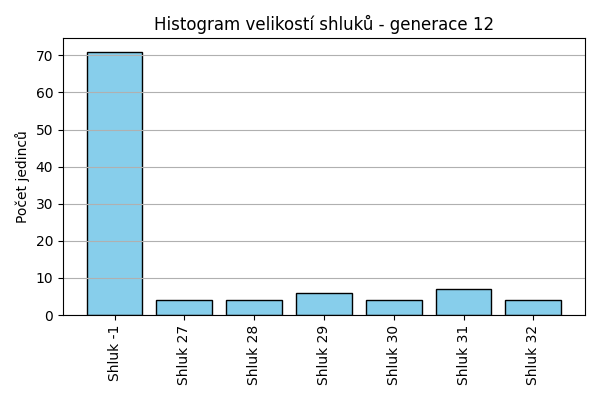 Histogram velikostí shluků - generace 12
Počet jedinců
70
60
50
40
30
20
10
0
Shluk -1
Shluk 27
Shluk 28
Shluk 29
Shluk 30
Shluk 31
Shluk 32